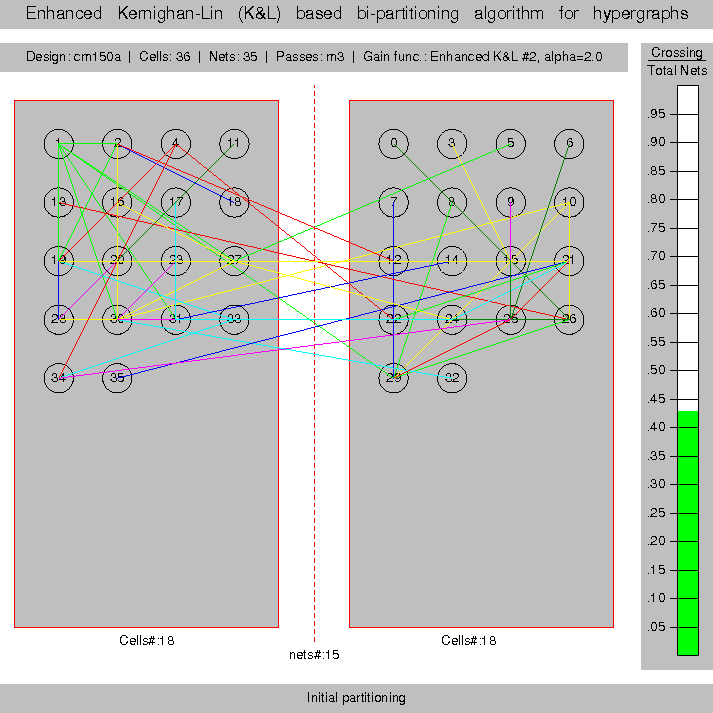 Enhanced Kernighan-Lin (K&L) based bi-partitioning algorithm for hypergraphs
Design: cm150a | Cells: 36 | Nets: 35 | Passes: m3 | Gain func.: Enhanced K&L #2, alpha=2.0
Crossing
Total Nets
1 2 4 11 0 3 5 6
13 16 17 18 7 8 9 10
19 20 23 27 12 14 15 21
28 30 31 33 22 24 25 26
34 35 29 32
.95
.90
.85
.80
.75
.70
.65
.60
.55
.50
.45
.40
.35
.30
.25
.20
.15
.10
.05
Cells#:18 Cells#:18
nets#:15
Initial partitioning